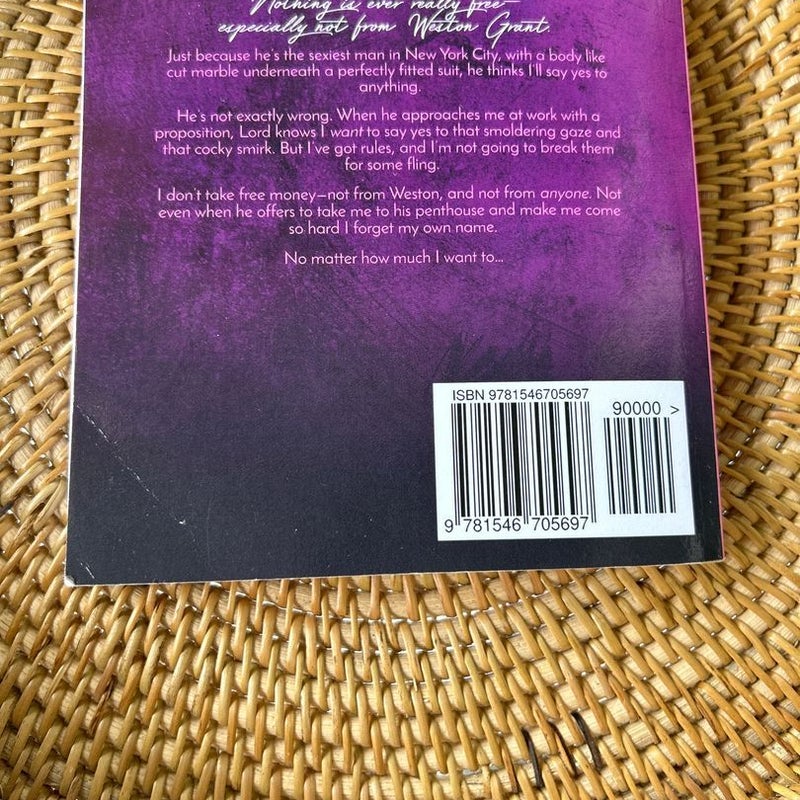 Nothing is ever really free—
especially not from Weston Grant.
Just because he's the sexiest man in New York City, with a body like
cut marble underneath a perfectly fitted suit, he thinks I'll say yes to
anything.
He's not exactly wrong. When he approaches me at work with a
proposition, Lord knows I want to say yes to that smoldering gaze and
that cocky smirk. But I've got rules, and I'm not going to break them
for some fling.
I don't take free money—not from Weston, and not from anyone. Not
even when he offers to take me to his penthouse and make me come
so hard I forget my own name.
No matter how much I want to...
ISBN 9781546705697
90000 >
9 781546 705697